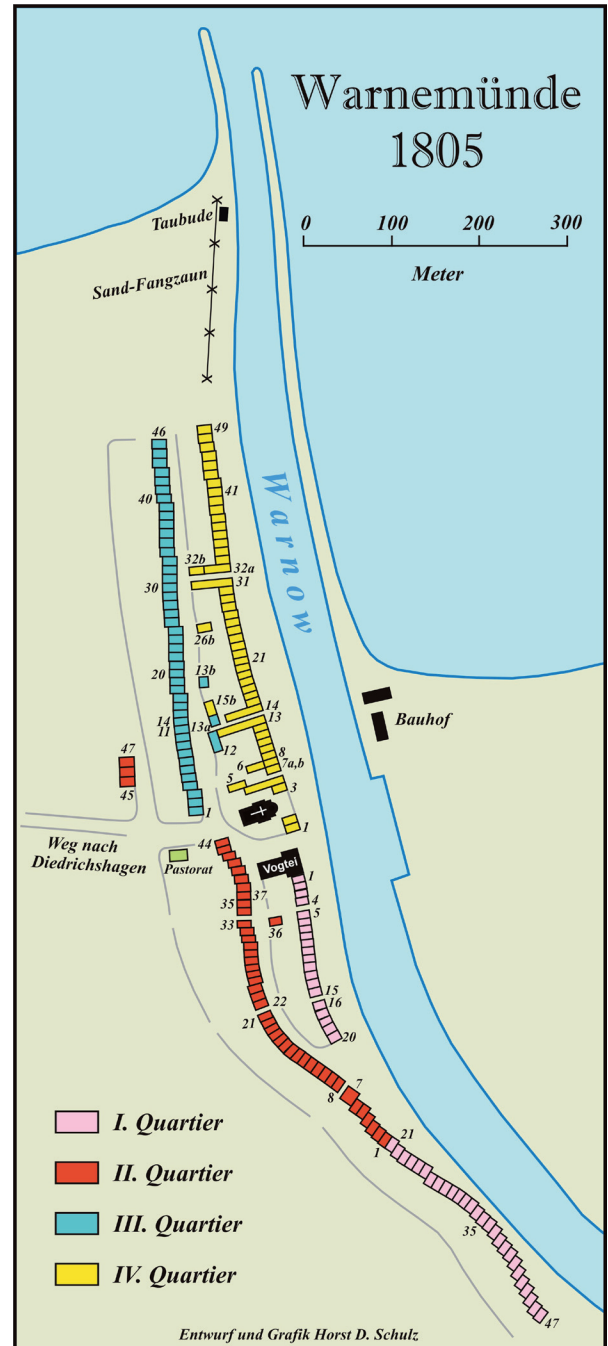 Warnemünde
1805
Taubude
0 100 200 300
Meter
Sand-Fangzaun
46
49
40
41
Warnow
32b
32a
31
30
26b
21
20
13b
15b
14
14
13a
13
11
12
8
7a,b
6
5
3
1
1
Bauhof
47
45
Weg nach
Diedrichshagen
Pastorat
44
Vogtei
1
4
37
35
5
33
36
15
16
22
21
20
7
8
21
1
35
47
I. Quartier
II. Quartier
III. Quartier
IV. Quartier
Entwurf und Grafik Horst D. Schulz